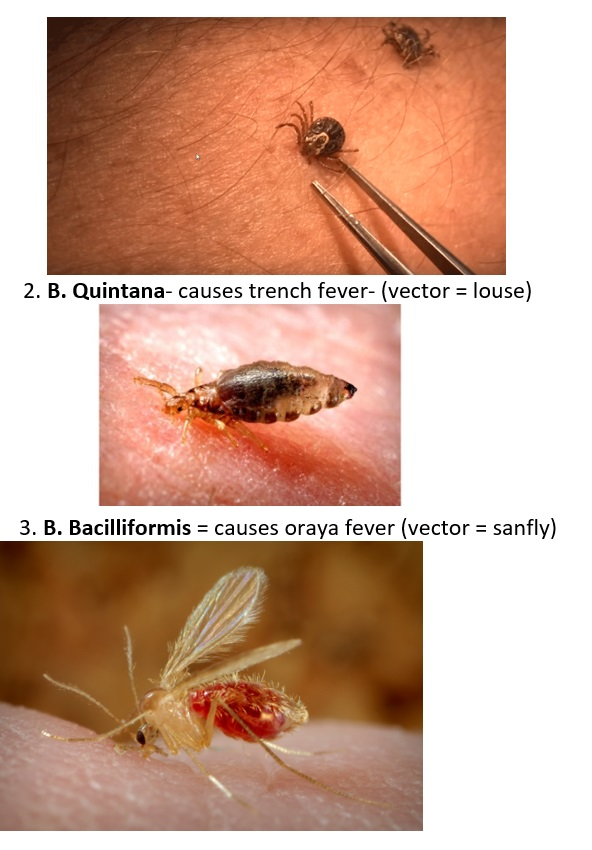 2. B. Quintana- causes trench fever- (vector = louse)
3. B. Bacilliformis = causes oraya fever (vector = sanfly)